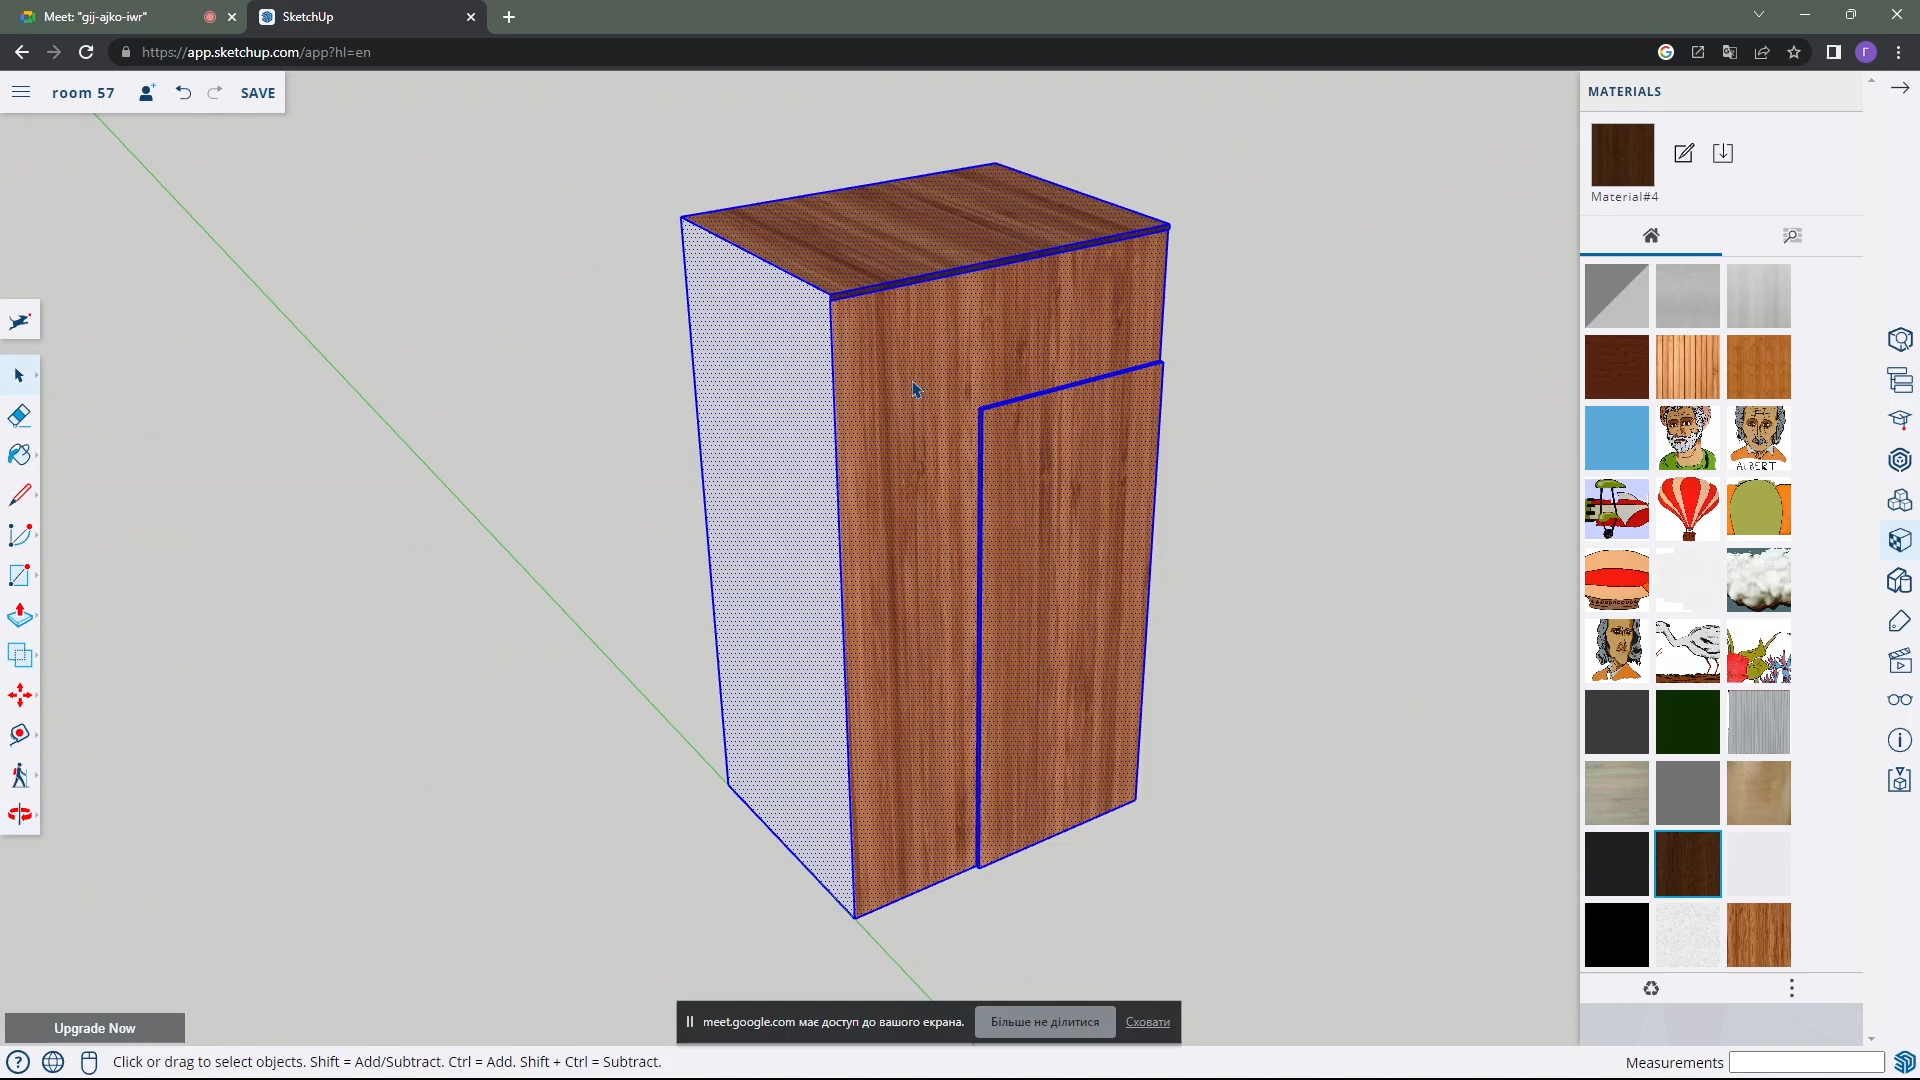 Meet: "gij-ajko-iwr"
SketchUp
https://app.sketchup.com/app?hl=en
Г
room 57
SAVE
MATERIALS
Material#4
ALBERT
Upgrade Now
meet.google.com має доступ до вашого екрана.
Більше не ділитися
Сховати
Click or drag to select objects. Shift = Add/Subtract. Ctrl = Add. Shift + Ctrl = Subtract.
Measurements